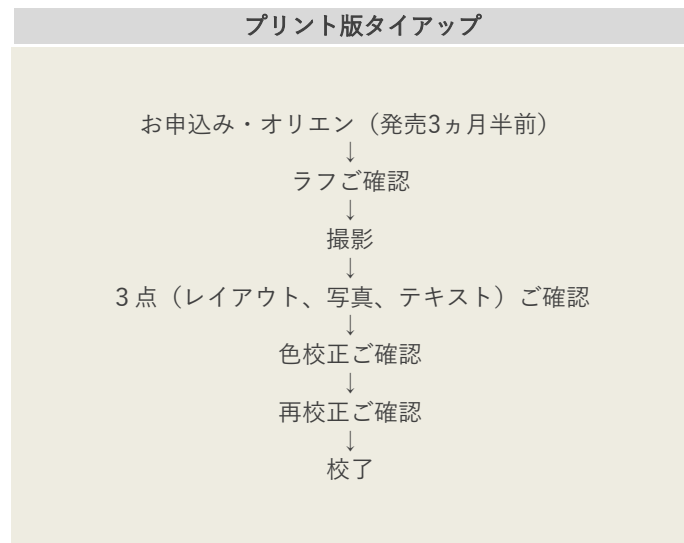 プリント版タイアップ
お申込み・オリエン（発売3ヵ月半前）
↓
ラフご確認
↓
撮影
↓
３点（レイアウト、写真、テキスト）ご確認
↓
色校正ご確認
↓
再校正ご確認
↓
校了